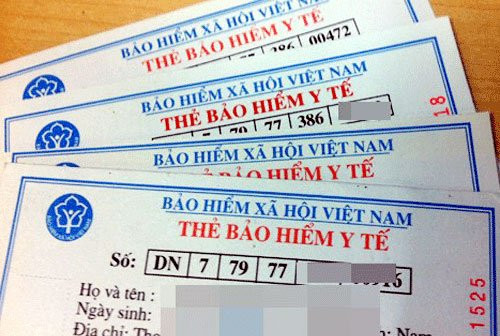 BẢO HIỂM XÃ HỘI VIỆT NAM
THẺ BẢO HIỂM Y TẾ
77 386 00472
BẢO HIỂM XÃ HỘI VIỆT NAM
THẺ BẢO HIỂM Y TẾ
7 79 77 386
18
BẢO HIỂM XÃ HỘI VIỆT NAM
THẺ BẢO HIỂM Y TẾ
BẢO HIỂM XÃ HỘI VIỆT NAM
THẺ BẢO HIỂM Y TẾ
Số: DN 7 79 77
Họ và tên :
Ngày sinh: Nam
Địa chỉ:
1525